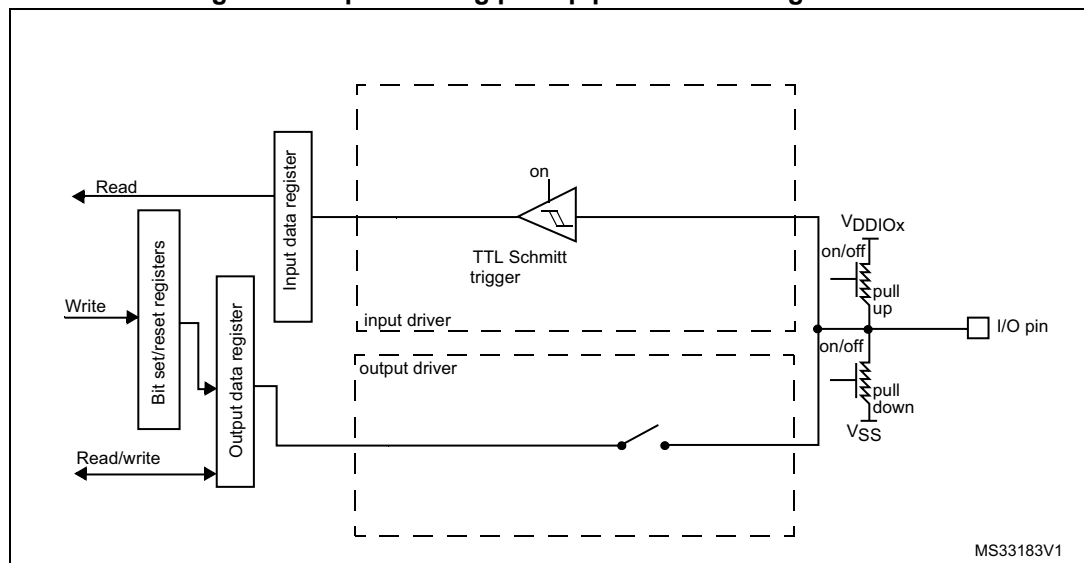 Read
Bit set/reset registers
Write
Read/write
Input data register
Output data register
on
TTL Schmitt
trigger
input driver
output driver
VDDIOx
on/off
pull
up
I/O pin
on/off
pull
down
VSS
MS33183V1